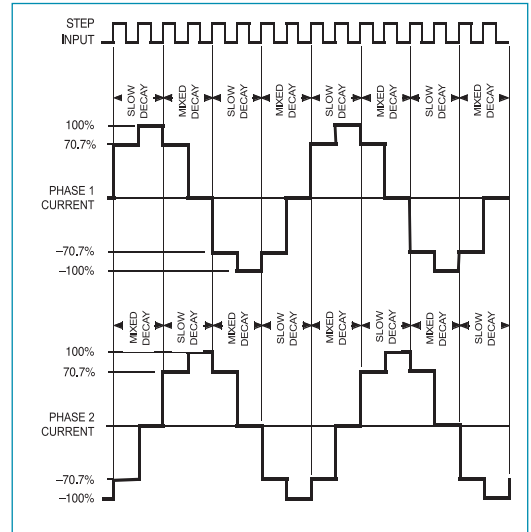 STEP
INPUT
SLOW
DECAY
MIXED
DECAY
SLOW
DECAY
MIXED
DECAY
SLOW
DECAY
MIXED
DECAY
SLOW
DECAY
MIXED
DECAY
100%
70.7%
PHASE 1
CURRENT
–70.7%
–100%
MIXED
DECAY
SLOW
DECAY
MIXED
DECAY
SLOW
DECAY
MIXED
DECAY
SLOW
DECAY
MIXED
DECAY
SLOW
DECAY
100%
70.7%
PHASE 2
CURRENT
–70.7%
–100%